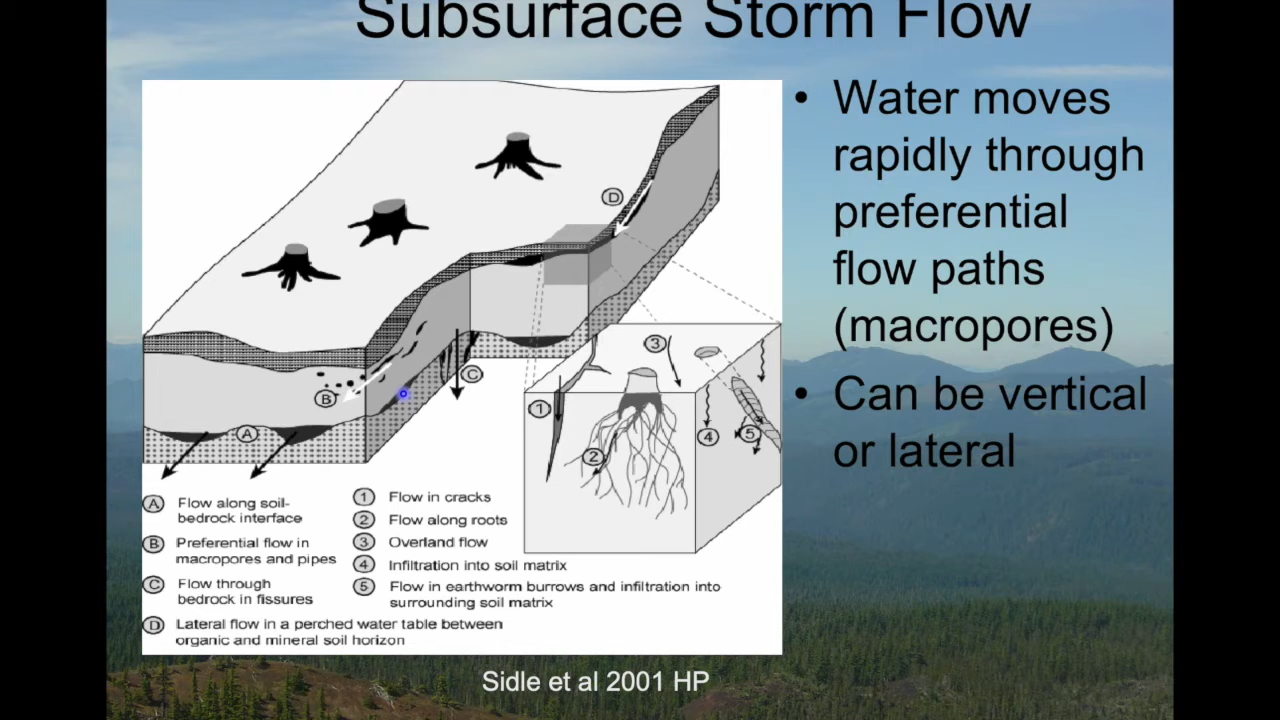 Subsurface Storm Flow
• Water moves
rapidly through
preferential
flow paths
(macropores)
• Can be vertical
or lateral
D
B
C
A
3
1
2
4
5
A Flow along soil-
bedrock interface
B Preferential flow in
macropores and pipes
C Flow through
bedrock in fissures
D Lateral flow in a perched water table between
organic and mineral soil horizon
1 Flow in cracks
2 Flow along roots
3 Overland flow
4 Infiltration into soil matrix
5 Flow in earthworm burrows and infiltration into
surrounding soil matrix
Sidle et al 2001 HP